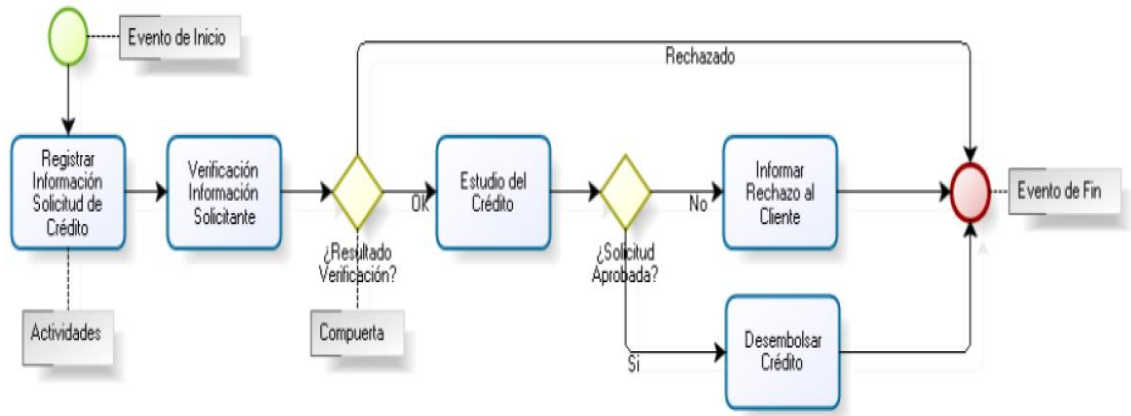 Evento de Inicio
Rechazado
Registrar
Información
Solicitud de
Crédito
Verificación
Información
Solicitante
OK
¿Resultado
Verificación?
Estudio del
Crédito
¿Solicitud
Aprobada?
No
Si
Informar
Rechazo al
Cliente
Desembolsar
Crédito
Evento de Fin
Actividades
Compuerta